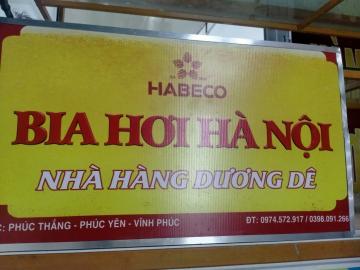 HABECO
BIA HƠI HÀ NỘI
NHÀ HÀNG DƯƠNG DÊ
C: PHÚC THẮNG - PHÚC YÊN - VĨNH PHÚC ĐT: 0974.572.917 / 0398.091.266